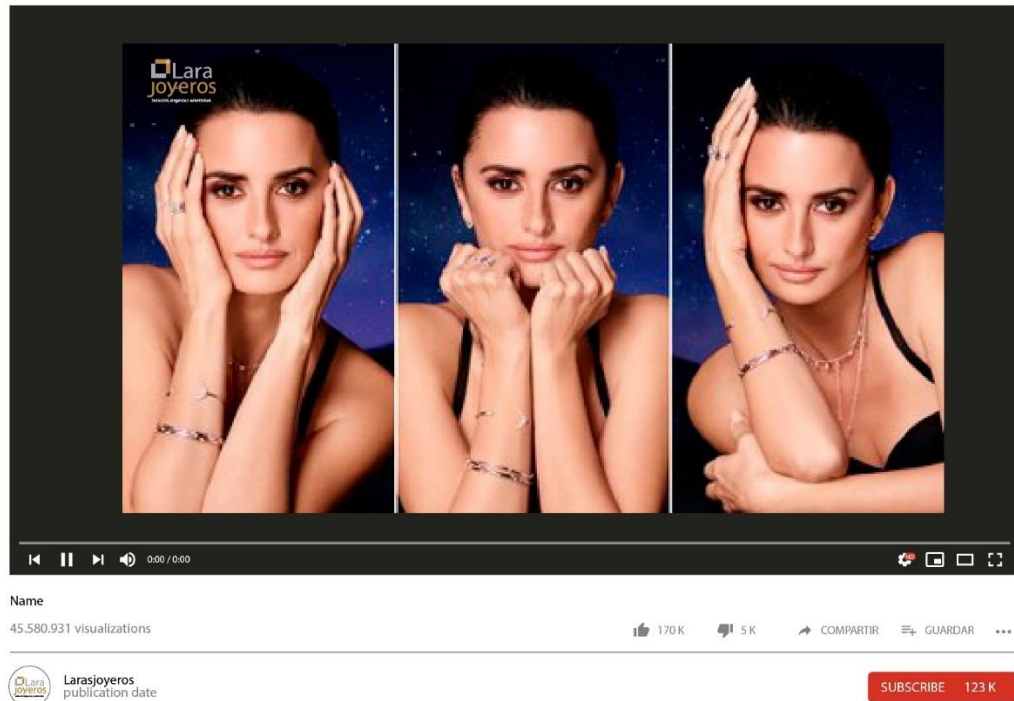 Lara
joyeros
0:00 / 0:00
HD
Name
45.580.931 visualizations
170 K
5 K
COMPARTIR
GUARDAR
Lara
joyeros
Larasjoyeros
publication date
SUBSCRIBE 123 K